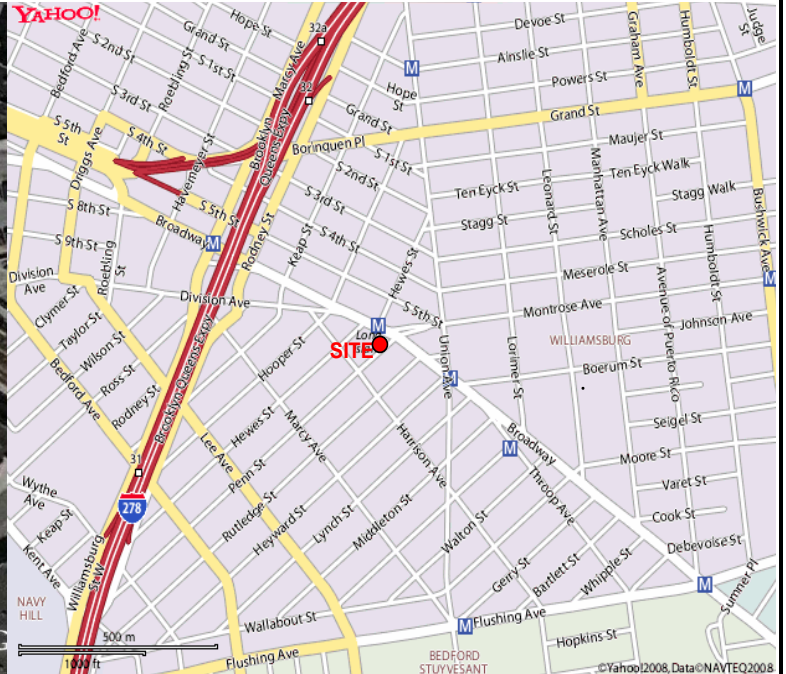 YAHOO!
32a
Hope St
Devoe St
Judge St
Grand St
Graham Ave
Humboldt St
S 2nd St
Bedford Ave
Roebling St
S 1st St
Marcy Ave
Ainslie St
M
Powers St
32
Hope St
S 3rd St
M
Grand St
Grand St
S 5th St
S 4th St
Driggs Ave
Havemeyer St
Brooklyn Queens Expy
Borinquen Pl
Maujer St
S 1st St
Manhattan Ave
Ten Eyck Walk
S 2nd St
Leonard St
Ten Eyck St
Stagg Walk
S 3rd St
Bushwick Ave
S 8th St
S 5th St
Stagg St
Broadway
M
Rodney St
Scholes St
Humboldt St
S 4th St
Keap St
S 9th St
Roebling St
Hewes St
Meserole St
M
Division Ave
Avenue of Puerto Rico
Division Ave
Clymer St
S 5th St
Montrose Ave
Johnson Ave
Taylor St
M
SITE
Union Ave
Lorimer St
WILLIAMSBURG
Wilson St
Brooklyn Queens Expy
Hooper St
Boerum St
Ross St
M
Bedford Ave
Rodney St
Seigel St
Hewes St
Marcy Ave
Harrison Ave
Broadway
Lee Ave
M
Moore St
31
Penn St
Throop Ave
Varet St
Wythe Ave
Rutledge St
278
Heyward St
Lynch St
Middleton St
Cook St
Keap St
Walton St
Debevoise St
Kent Ave
Williamsburg St W
Gerry St
Bartlett St
Whipple St
Sumner Pl
M
NAVY HILL
Wallabout St
M
Flushing Ave
500 m
Hopkins St
1000 ft
Flushing Ave
BEDFORD STUYVESANT
©Yahoo!2008, Data©NAVTEQ2008